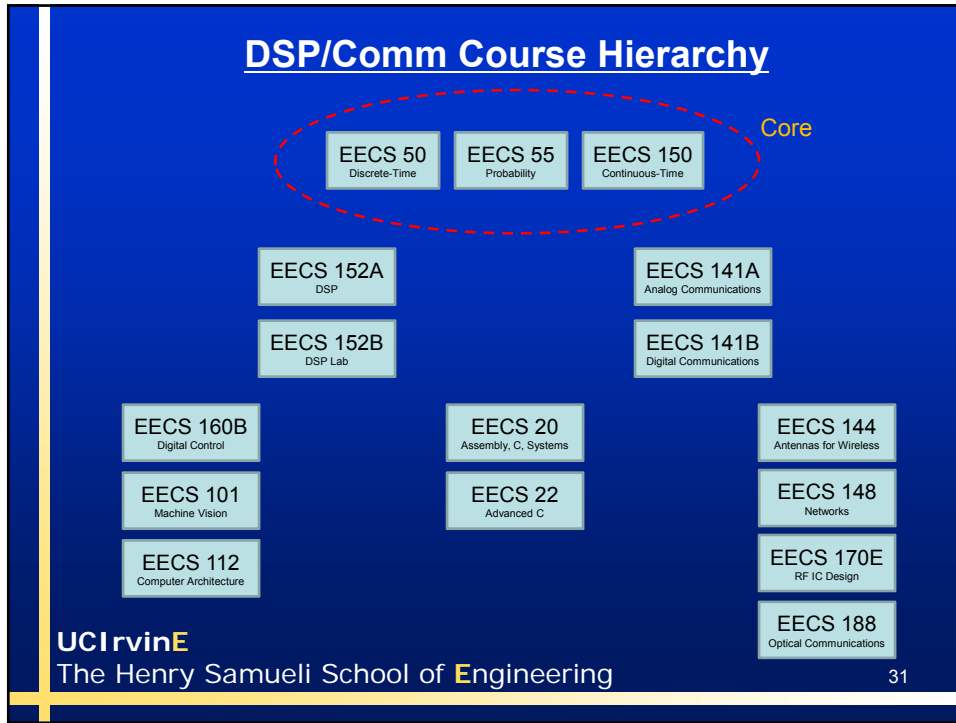 DSP/Comm Course Hierarchy
Core
EECS 50
Discrete-Time
EECS 55
Probability
EECS 150
Continuous-Time
EECS 152A
DSP
EECS 141A
Analog Communications
EECS 152B
DSP Lab
EECS 141B
Digital Communications
EECS 160B
Digital Control
EECS 20
Assembly, C, Systems
EECS 144
Antennas for Wireless
EECS 101
Machine Vision
EECS 22
Advanced C
EECS 148
Networks
EECS 112
Computer Architecture
EECS 170E
RF IC Design
EECS 188
Optical Communications
UCIrvinE
The Henry Samueli School of Engineering
31